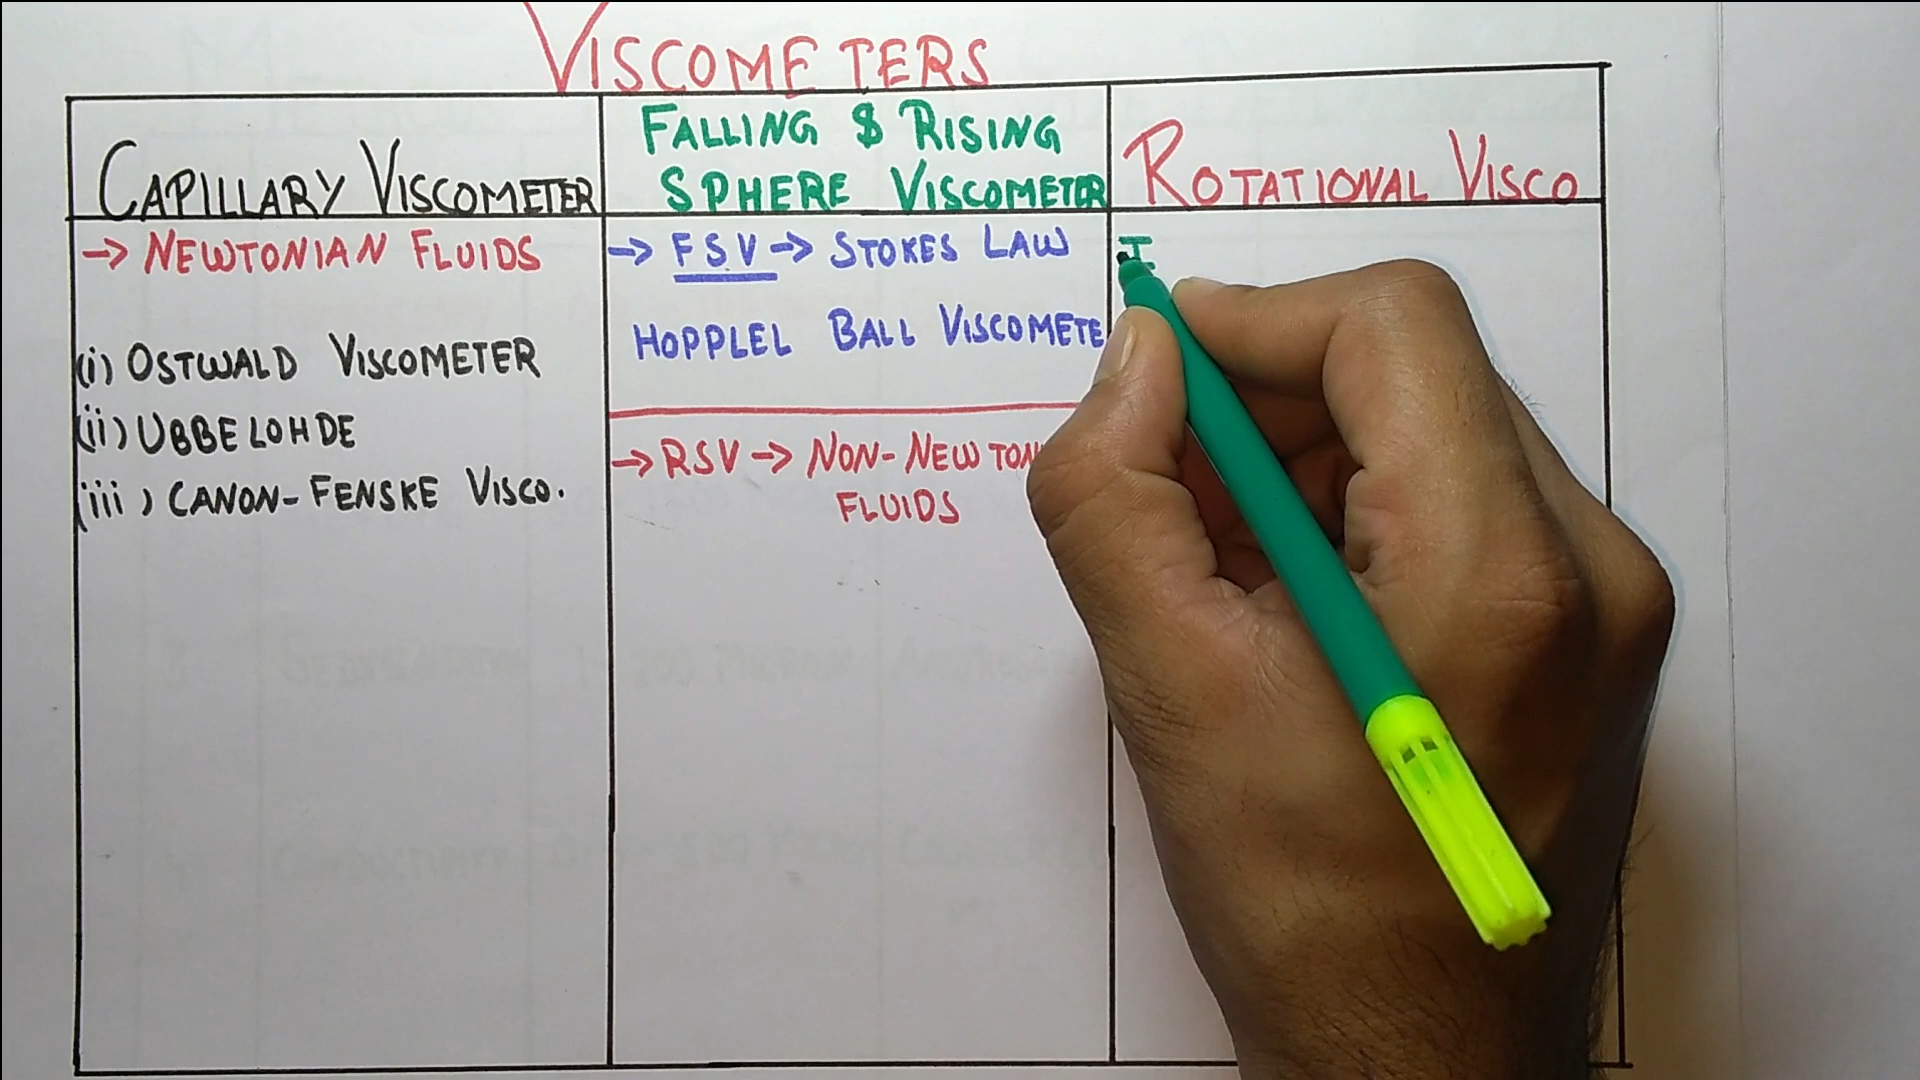 VISCOMETERS
CAPILLARY VISCOMETER
FALLING & RISING
SPHERE VISCOMETER
ROTATIONAL VISCO
→ NEWTONIAN FLUIDS
(i) OSTWALD VISCOMETER
(ii) UBBELOHDE
(iii) CANON-FENSKE VISCO.
→ FSV → STOKES LAW
HOPPLEL BALL VISCOMETE
→ RSV → NON-NEWTON
FLUIDS
I